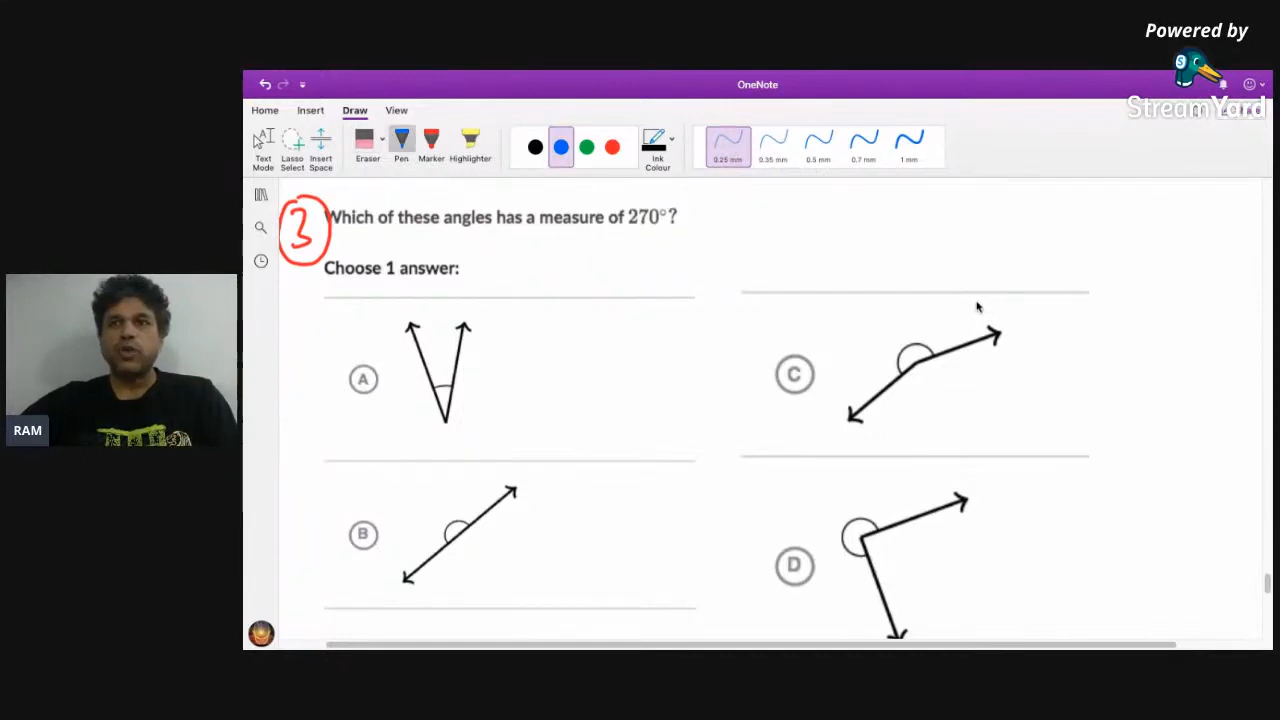 Powered by
StreamYard
OneNote
Home Insert Draw View
Text Mode
Lasso Select
Insert Space
Eraser
Pen
Marker
Highlighter
Ink Colour
0.25 mm
0.35 mm
0.5 mm
0.7 mm
1 mm
3
Which of these angles has a measure of 270°?
Choose 1 answer:
A
C
B
D
RAM